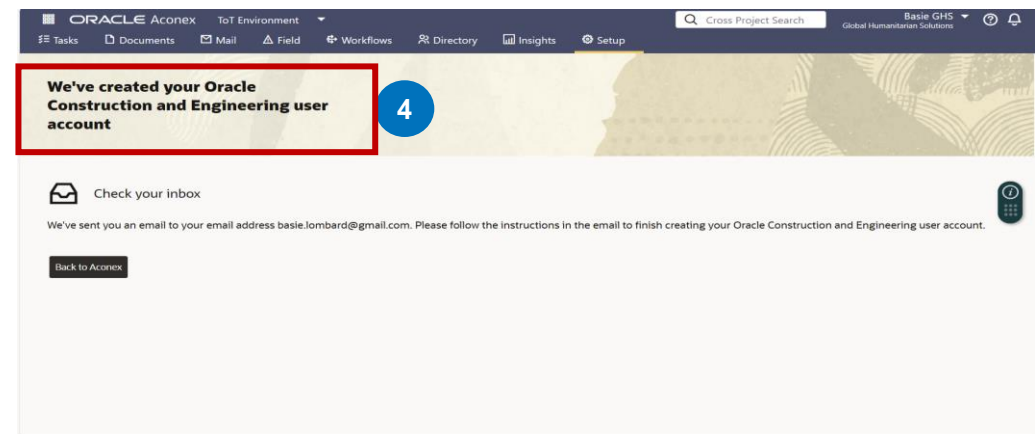 ORACLE Aconex ToT Environment Cross Project Search Basie GHS
Global Humanitarian Solutions
Tasks Documents Mail Field Workflows Directory Insights Setup
We've created your Oracle
Construction and Engineering user
account
4
Check your inbox
We've sent you an email to your email address basie.lombard@gmail.com. Please follow the instructions in the email to finish creating your Oracle Construction and Engineering user account.
Back to Aconex